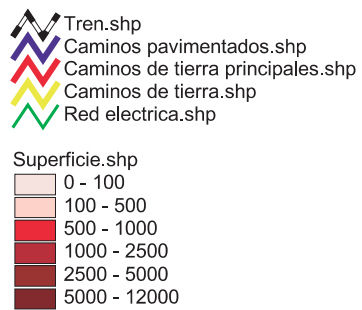 Tren.shp
Caminos pavimentados.shp
Caminos de tierra principales.shp
Caminos de tierra.shp
Red electrica.shp
Superficie.shp
0 - 100
100 - 500
500 - 1000
1000 - 2500
2500 - 5000
5000 - 12000